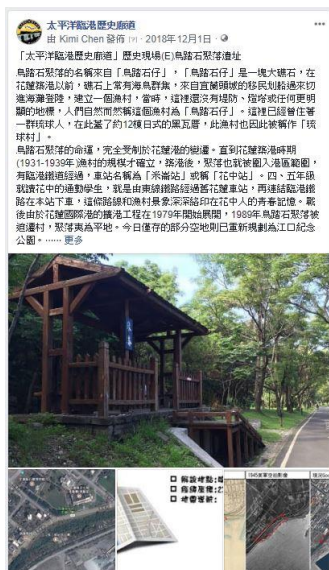 太平洋臨港歷史廊道
由 Kimi Chen 發佈 [?] · 2018年12月1日 ·
「太平洋臨港歷史廊道」歷史現場(E)鳥踏石聚落遺址
鳥踏石聚落的名稱來自「鳥踏石仔」，「鳥踏石仔」是一塊大礁石，在
花蓮築港以前，礁石上常有海鳥群集，來自宜蘭頭城的移民划船過來切
進海灘登陸，建立一個漁村，當時，這裡還沒有堤防、燈塔或任何更明
顯的地標，人們自然而然稱這個漁村為「鳥踏石仔」。這裡已經曾住著
一群琉球人，在此蓋了約12棟日式的黑瓦厝，此漁村也因此被稱作「琉
球村」。
鳥踏石聚落的命運，完全受制於花蓮港的變遷。直到花蓮築港時期
(1931-1939年)漁村的規模才確立，築港後，聚落也就被圍入港區範圍，
有臨港鐵道經過，車站名稱為「米崙站」或稱「花中站」。四、五年級
就讀花中的通勤學生，就是由東線鐵路經過舊花蓮車站，再連結臨港鐵
路在本站下車，這條路線和漁村景象深深烙印在花中人的青春記憶。戰
後由於花蓮國際港的擴港工程在1979年開始展開，1989年鳥踏石聚落被
迫遷村，聚落夷為平地。今日僅存的部分空地則已重新規劃為江口紀念
公園。…… 更多